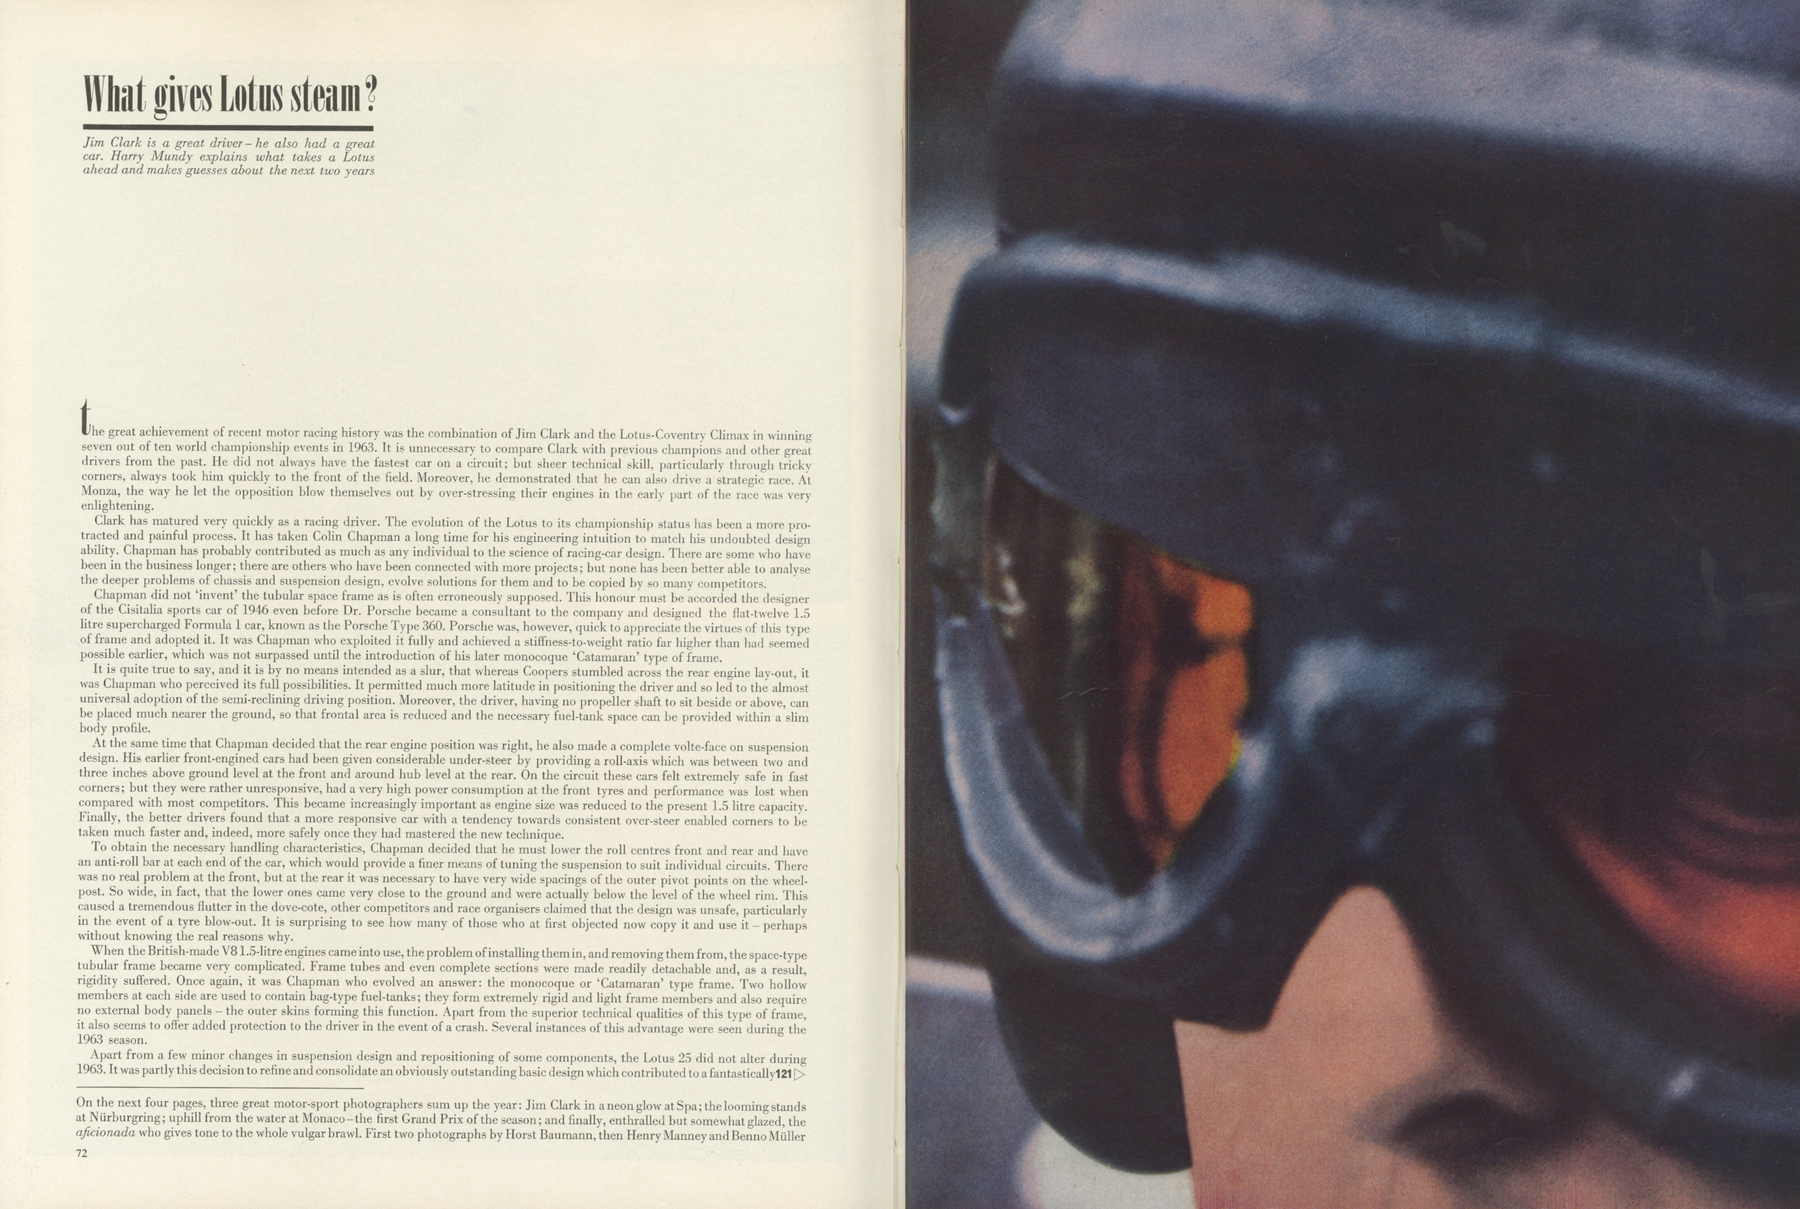 What gives Lotus steam?
Jim Clark is a great driver – he also had a great
car. Harry Mundy explains what takes a Lotus
ahead and makes guesses about the next two years
the great achievement of recent motor racing history was the combination of Jim Clark and the Lotus-Coventry Climax in winning
seven out of ten world championship events in 1963. It is unnecessary to compare Clark with previous champions and other great
drivers from the past. He did not always have the fastest car on a circuit; but sheer technical skill, particularly through tricky
corners, always took him quickly to the front of the field. Moreover, he demonstrated that he can also drive a strategic race. At
Monza, the way he let the opposition blow themselves out by over-stressing their engines in the early part of the race was very
enlightening.
Clark has matured very quickly as a racing driver. The evolution of the Lotus to its championship status has been a more pro-
tracted and painful process. It has taken Colin Chapman a long time for his engineering intuition to match his undoubted design
ability. Chapman has probably contributed as much as any individual to the science of racing-car design. There are some who have
been in the business longer; there are others who have been connected with more projects; but none has been better able to analyse
the deeper problems of chassis and suspension design, evolve solutions for them and to be copied by so many competitors.
Chapman did not ‘invent’ the tubular space frame as is often erroneously supposed. This honour must be accorded the designer
of the Cisitalia sports car of 1946 even before Dr. Porsche became a consultant to the company and designed the flat-twelve 1.5
litre supercharged Formula 1 car, known as the Porsche Type 360. Porsche was, however, quick to appreciate the virtues of this type
of frame and adopted it. It was Chapman who exploited it fully and achieved a stiffness-to-weight ratio far higher than had seemed
possible earlier, which was not surpassed until the introduction of his later monocoque ‘Catamaran’ type of frame.
It is quite true to say, and it is by no means intended as a slur, that whereas Coopers stumbled across the rear engine lay-out, it
was Chapman who perceived its full possibilities. It permitted much more latitude in positioning the driver and so led to the almost
universal adoption of the semi-reclining driving position. Moreover, the driver, having no propeller shaft to sit beside or above, can
be placed much nearer the ground, so that frontal area is reduced and the necessary fuel-tank space can be provided within a slim
body profile.
At the same time that Chapman decided that the rear engine position was right, he also made a complete volte-face on suspension
design. His earlier front-engined cars had been given considerable under-steer by providing a roll-axis which was between two and
three inches above ground level at the front and around hub level at the rear. On the circuit these cars felt extremely safe in fast
corners; but they were rather unresponsive, had a very high power consumption at the front tyres and performance was lost when
compared with most competitors. This became increasingly important as engine size was reduced to the present 1.5 litre capacity.
Finally, the better drivers found that a more responsive car with a tendency towards consistent over-steer enabled corners to be
taken much faster and, indeed, more safely once they had mastered the new technique.
To obtain the necessary handling characteristics, Chapman decided that he must lower the roll centres front and rear and have
an anti-roll bar at each end of the car, which would provide a finer means of tuning the suspension to suit individual circuits. There
was no real problem at the front, but at the rear it was necessary to have very wide spacings of the outer pivot points on the wheel-
post. So wide, in fact, that the lower ones came very close to the ground and were actually below the level of the wheel rim. This
caused a tremendous flutter in the dove-cote, other competitors and race organisers claimed that the design was unsafe, particularly
in the event of a tyre blow-out. It is surprising to see how many of those who at first objected now copy it and use it – perhaps
without knowing the real reasons why.
When the British-made V8 1.5-litre engines came into use, the problem of installing them in, and removing them from, the space-type
tubular frame became very complicated. Frame tubes and even complete sections were made readily detachable and, as a result,
rigidity suffered. Once again, it was Chapman who evolved an answer: the monocoque or ‘Catamaran’ type frame. Two hollow
members at each side are used to contain bag-type fuel-tanks; they form extremely rigid and light frame members and also require
no external body panels – the outer skins forming this function. Apart from the superior technical qualities of this type of frame,
it also seems to offer added protection to the driver in the event of a crash. Several instances of this advantage were seen during the
1963 season.
Apart from a few minor changes in suspension design and repositioning of some components, the Lotus 25 did not alter during
1963. It was partly this decision to refine and consolidate an obviously outstanding basic design which contributed to a fantastically 121▷
On the next four pages, three great motor-sport photographers sum up the year: Jim Clark in a neon glow at Spa; the looming stands
at Nürburgring; uphill from the water at Monaco – the first Grand Prix of the season; and finally, enthralled but somewhat glazed, the
aficionada who gives tone to the whole vulgar brawl. First two photographs by Horst Baumann, then Henry Manney and Benno Müller
72